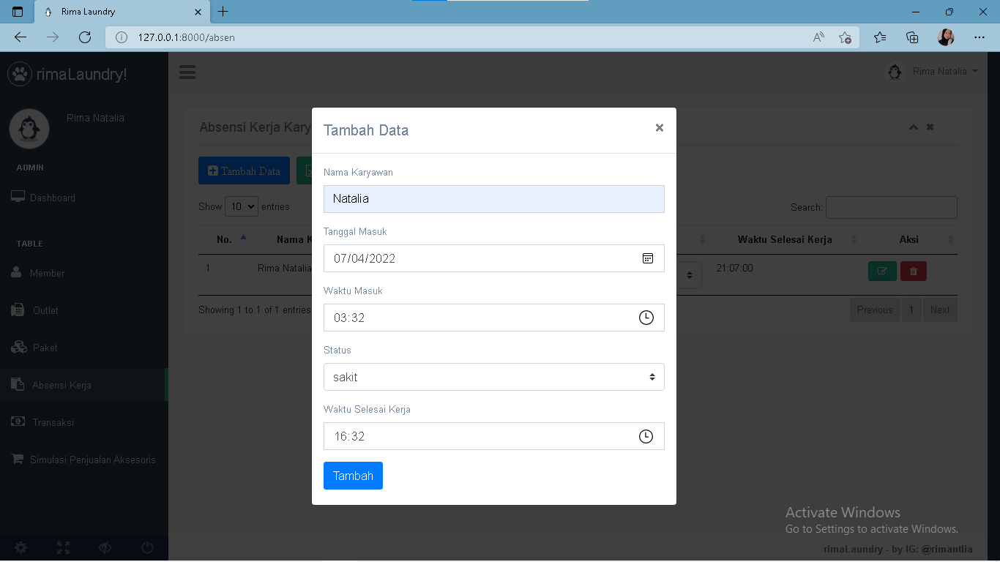 Rima Laundry
127.0.0.1:8000/absen
rimaLaundry!
Rima Natalia
Rima Natalia
ADMIN
Dashboard
TABLE
Member
Outlet
Paket
Absensi Kerja
Transaksi
Simulasi Penjualan Aksesoris
Absensi Kerja Kary
Tambah Data
Show 10 entries
Search:
No. Nama K Waktu Selesai Kerja Aksi
1 Rima Natalia 21:07:00
Showing 1 to 1 of 1 entries
Previous 1 Next
Tambah Data
Nama Karyawan
Natalia
Tanggal Masuk
07/04/2022
Waktu Masuk
03:32
Status
sakit
Waktu Selesai Kerja
16:32
Tambah
Activate Windows
Go to Settings to activate Windows.
rimaLaundry - by IG: @rimantlia